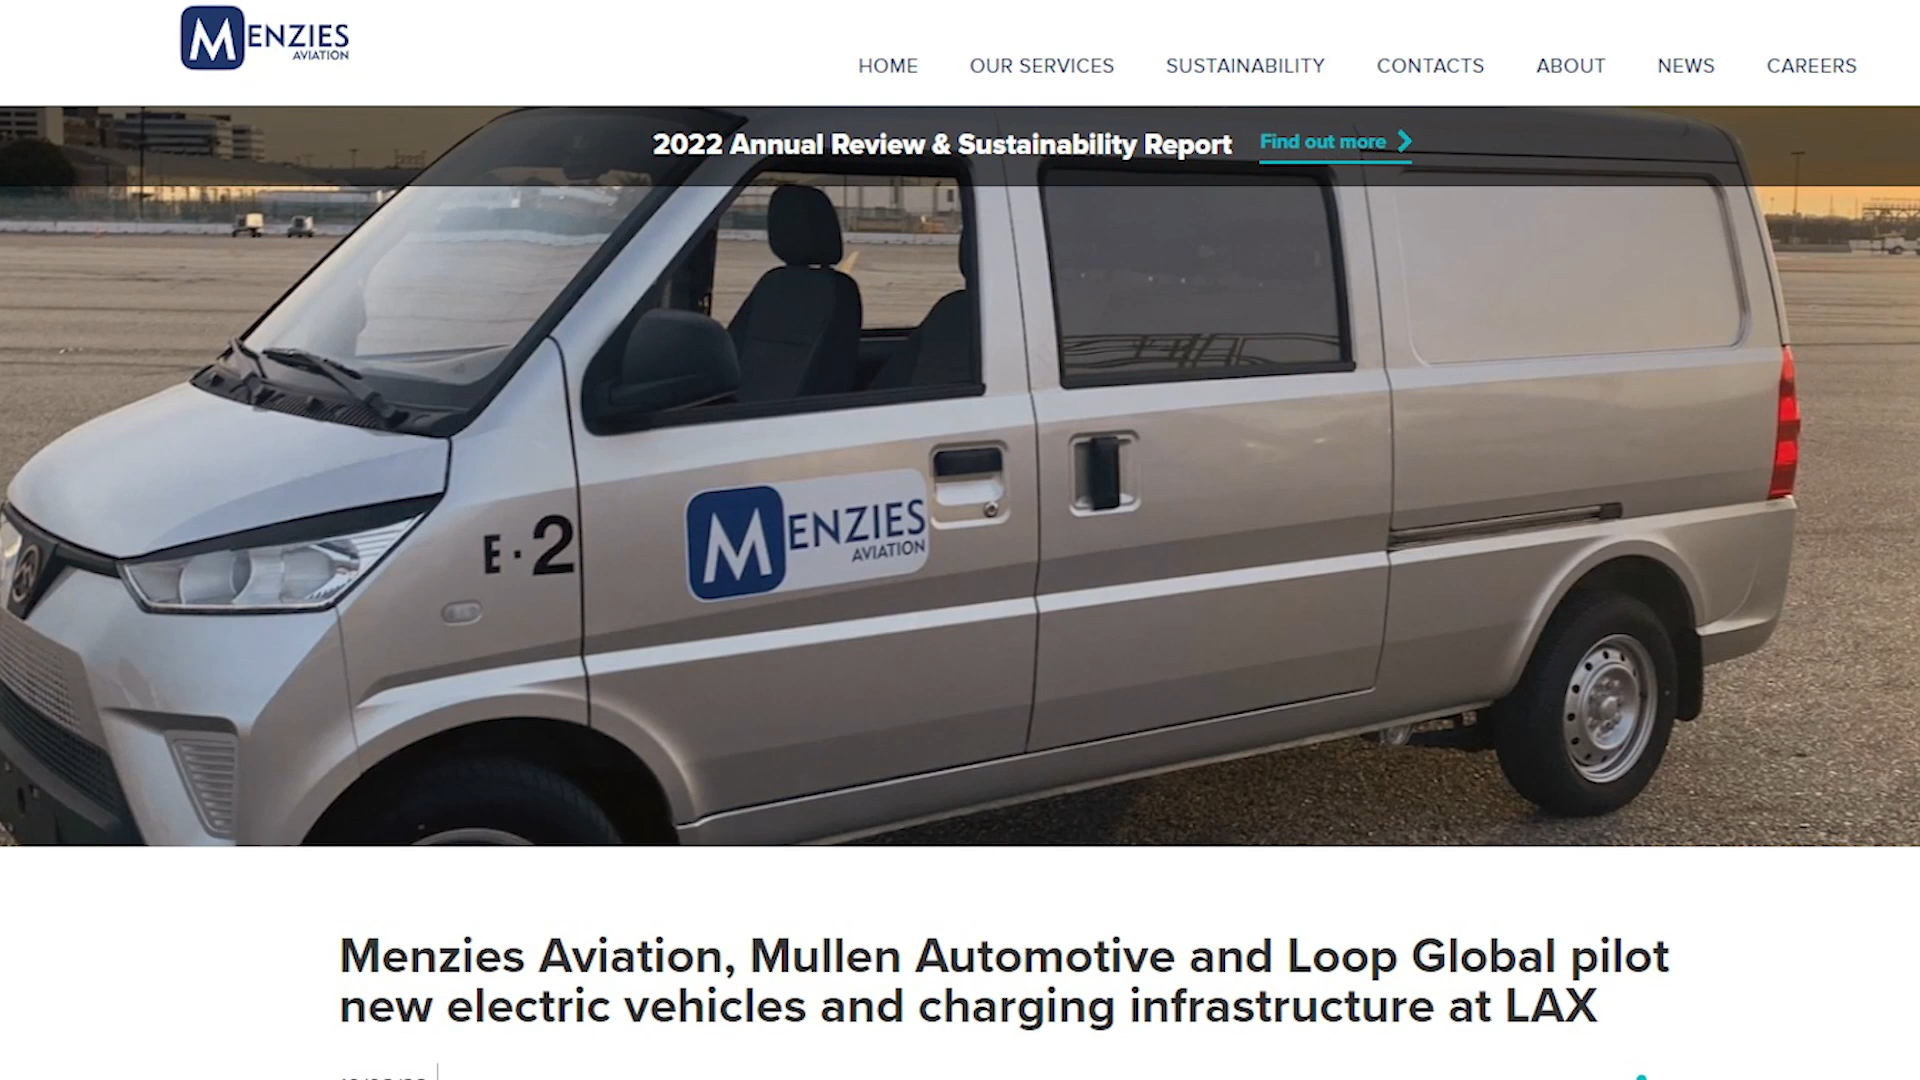 MENZIES
AVIATION
HOME OUR SERVICES SUSTAINABILITY CONTACTS ABOUT NEWS CAREERS
2022 Annual Review & Sustainability Report Find out more
E·2
MENZIES
AVIATION
Menzies Aviation, Mullen Automotive and Loop Global pilot
new electric vehicles and charging infrastructure at LAX